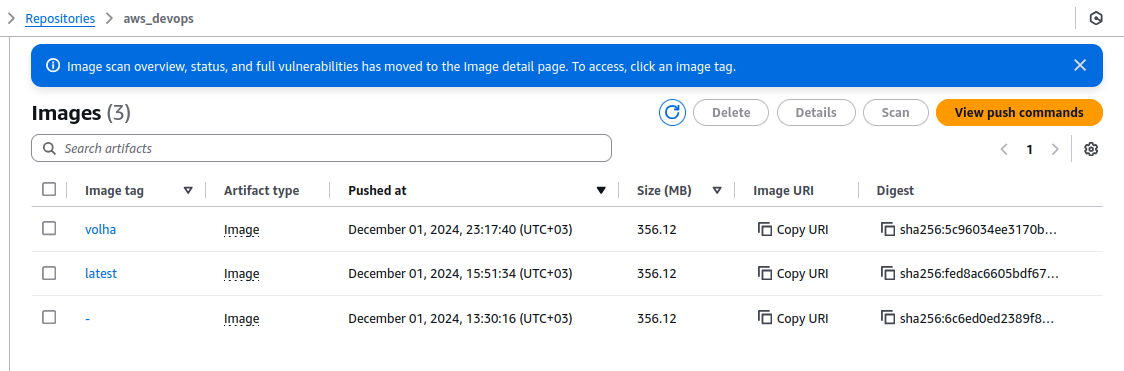 Repositories aws_devops
Image scan overview, status, and full vulnerabilities has moved to the Image detail page. To access, click an image tag.
Images (3) Delete Details Scan View push commands
Search artifacts 1
Image tag Artifact type Pushed at Size (MB) Image URI Digest
volha Image December 01, 2024, 23:17:40 (UTC+03) 356.12 Copy URI sha256:5c96034ee3170b...
latest Image December 01, 2024, 15:51:34 (UTC+03) 356.12 Copy URI sha256:fed8ac6605bdf67...
- Image December 01, 2024, 13:30:16 (UTC+03) 356.12 Copy URI sha256:6c6ed0ed2389f8...